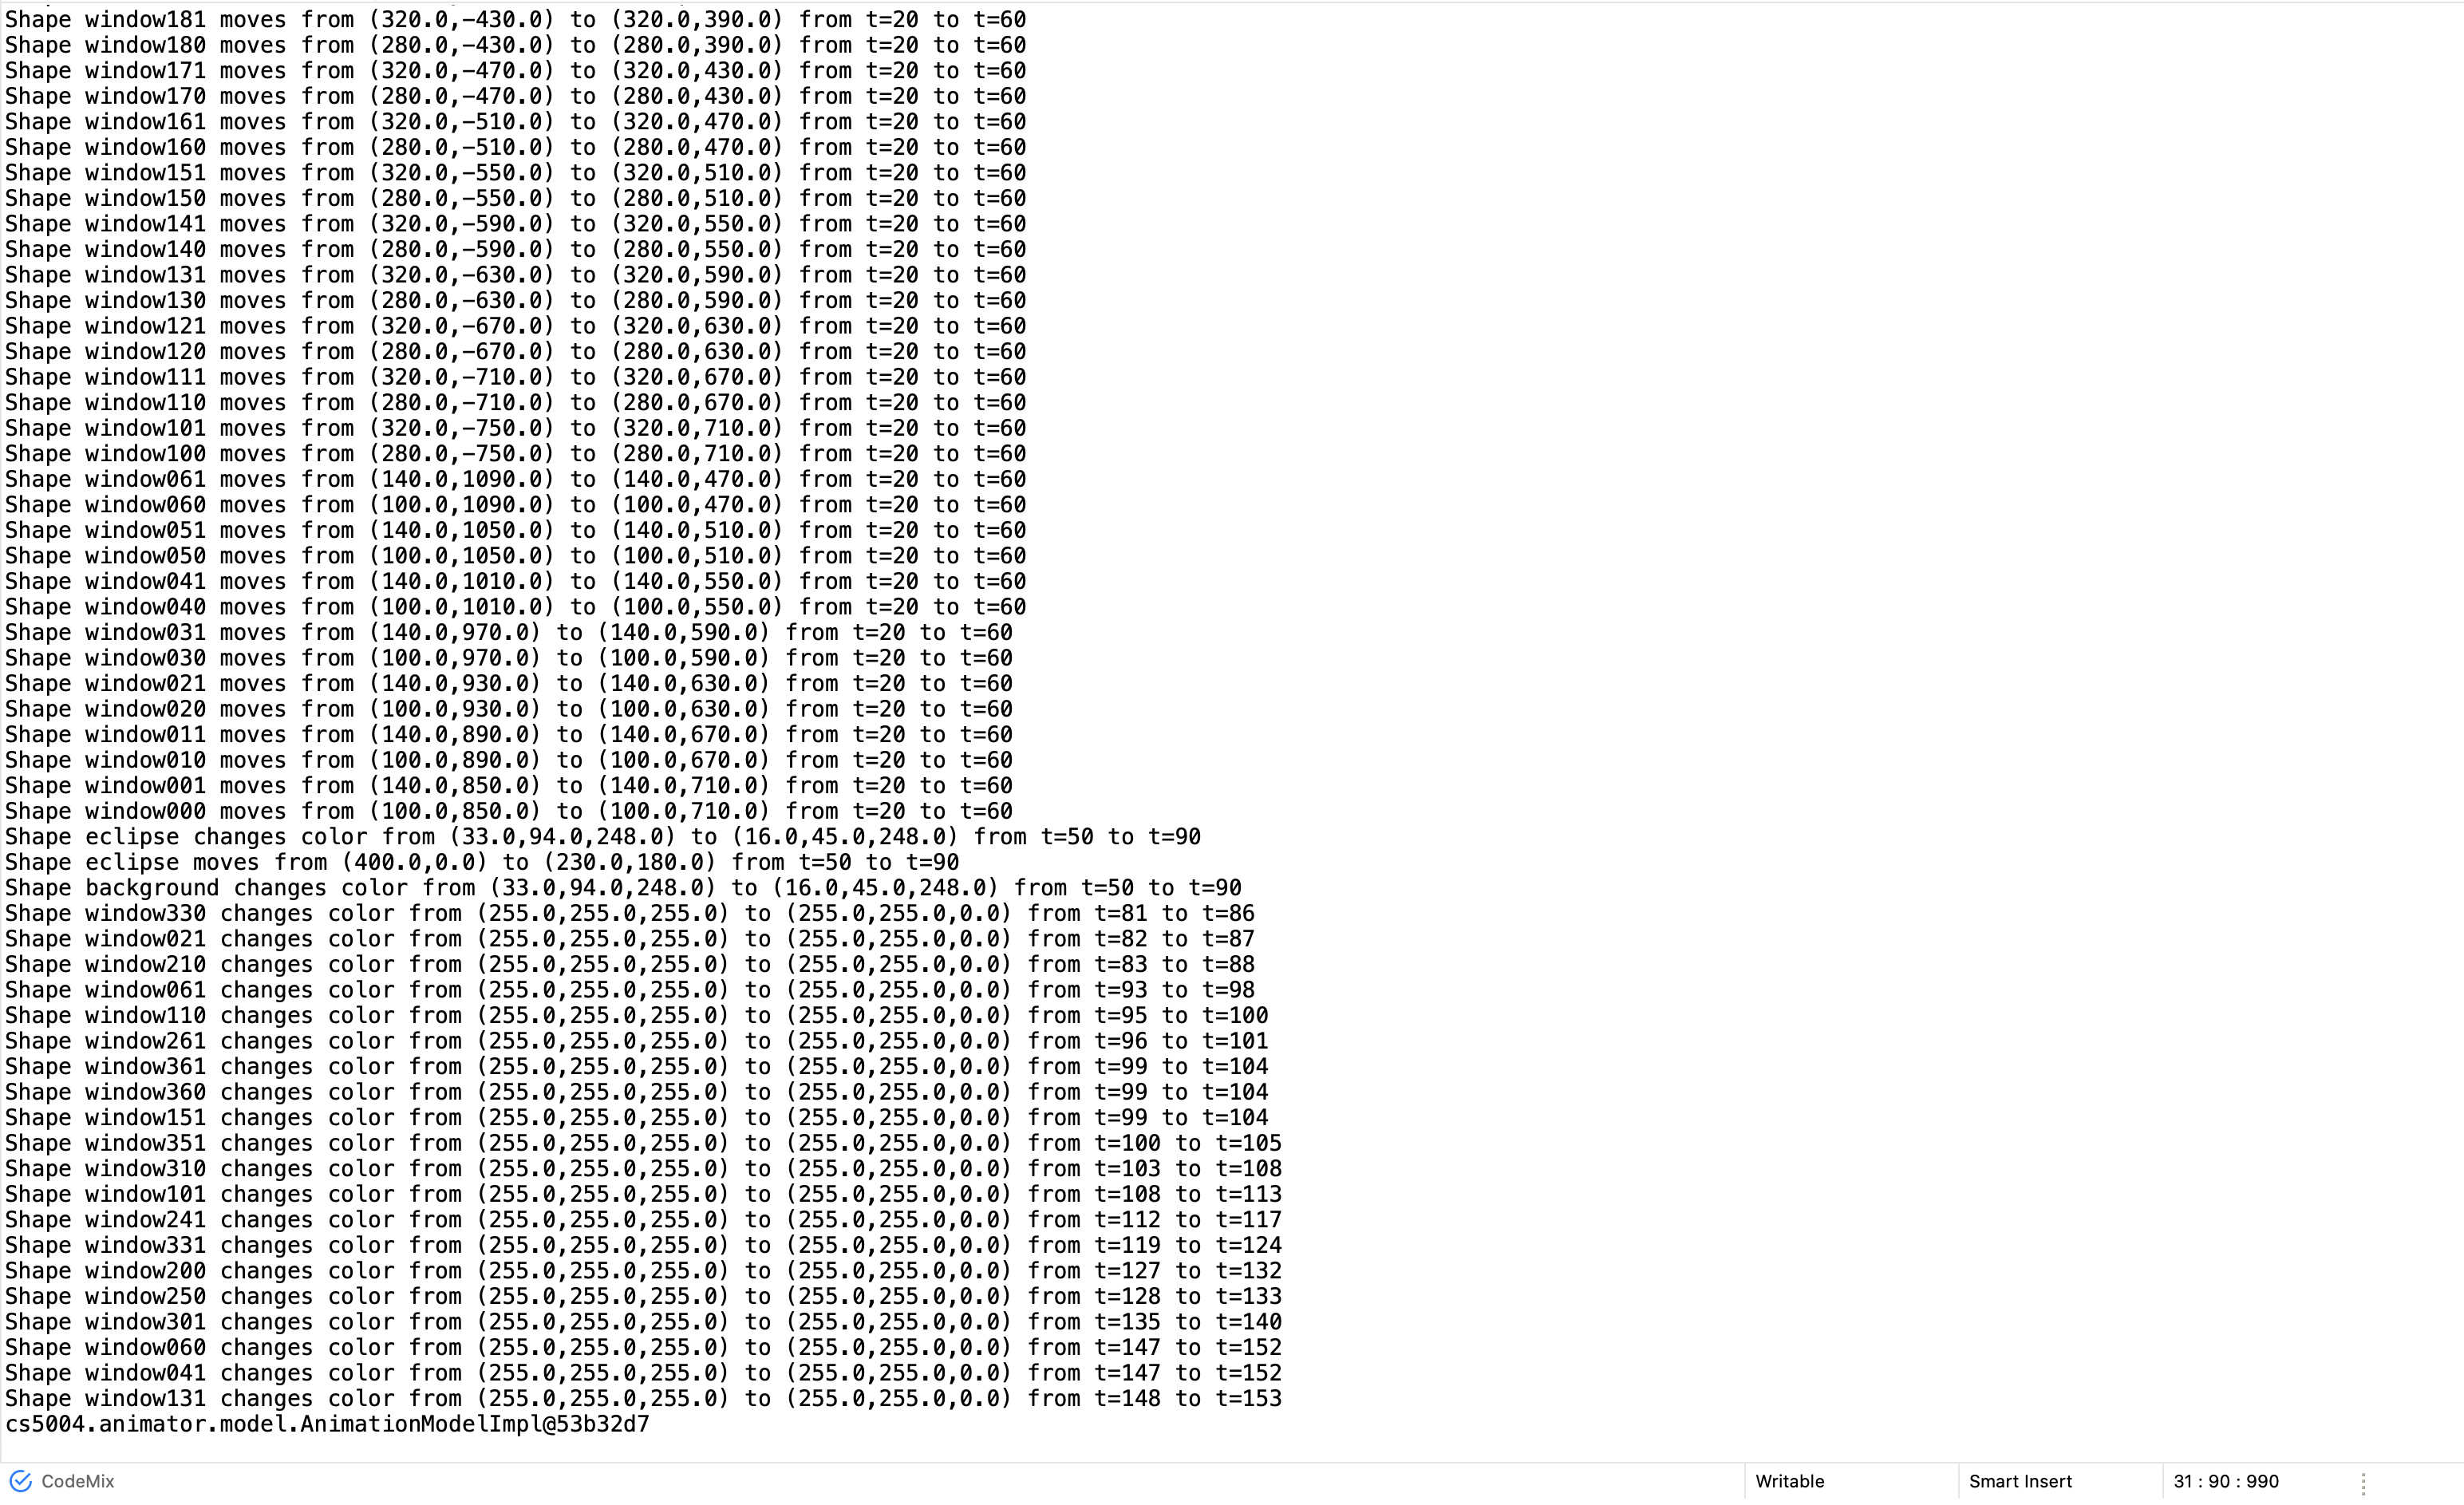 Shape window181 moves from (320.0,-430.0) to (320.0,390.0) from t=20 to t=60
Shape window180 moves from (280.0,-430.0) to (280.0,390.0) from t=20 to t=60
Shape window171 moves from (320.0,-470.0) to (320.0,430.0) from t=20 to t=60
Shape window170 moves from (280.0,-470.0) to (280.0,430.0) from t=20 to t=60
Shape window161 moves from (320.0,-510.0) to (320.0,470.0) from t=20 to t=60
Shape window160 moves from (280.0,-510.0) to (280.0,470.0) from t=20 to t=60
Shape window151 moves from (320.0,-550.0) to (320.0,510.0) from t=20 to t=60
Shape window150 moves from (280.0,-550.0) to (280.0,510.0) from t=20 to t=60
Shape window141 moves from (320.0,-590.0) to (320.0,550.0) from t=20 to t=60
Shape window140 moves from (280.0,-590.0) to (280.0,550.0) from t=20 to t=60
Shape window131 moves from (320.0,-630.0) to (320.0,590.0) from t=20 to t=60
Shape window130 moves from (280.0,-630.0) to (280.0,590.0) from t=20 to t=60
Shape window121 moves from (320.0,-670.0) to (320.0,630.0) from t=20 to t=60
Shape window120 moves from (280.0,-670.0) to (280.0,630.0) from t=20 to t=60
Shape window111 moves from (320.0,-710.0) to (320.0,670.0) from t=20 to t=60
Shape window110 moves from (280.0,-710.0) to (280.0,670.0) from t=20 to t=60
Shape window101 moves from (320.0,-750.0) to (320.0,710.0) from t=20 to t=60
Shape window100 moves from (280.0,-750.0) to (280.0,710.0) from t=20 to t=60
Shape window061 moves from (140.0,1090.0) to (140.0,470.0) from t=20 to t=60
Shape window060 moves from (100.0,1090.0) to (100.0,470.0) from t=20 to t=60
Shape window051 moves from (140.0,1050.0) to (140.0,510.0) from t=20 to t=60
Shape window050 moves from (100.0,1050.0) to (100.0,510.0) from t=20 to t=60
Shape window041 moves from (140.0,1010.0) to (140.0,550.0) from t=20 to t=60
Shape window040 moves from (100.0,1010.0) to (100.0,550.0) from t=20 to t=60
Shape window031 moves from (140.0,970.0) to (140.0,590.0) from t=20 to t=60
Shape window030 moves from (100.0,970.0) to (100.0,590.0) from t=20 to t=60
Shape window021 moves from (140.0,930.0) to (140.0,630.0) from t=20 to t=60
Shape window020 moves from (100.0,930.0) to (100.0,630.0) from t=20 to t=60
Shape window011 moves from (140.0,890.0) to (140.0,670.0) from t=20 to t=60
Shape window010 moves from (100.0,890.0) to (100.0,670.0) from t=20 to t=60
Shape window001 moves from (140.0,850.0) to (140.0,710.0) from t=20 to t=60
Shape window000 moves from (100.0,850.0) to (100.0,710.0) from t=20 to t=60
Shape eclipse changes color from (33.0,94.0,248.0) to (16.0,45.0,248.0) from t=50 to t=90
Shape eclipse moves from (400.0,0.0) to (230.0,180.0) from t=50 to t=90
Shape background changes color from (33.0,94.0,248.0) to (16.0,45.0,248.0) from t=50 to t=90
Shape window330 changes color from (255.0,255.0,255.0) to (255.0,255.0,0.0) from t=81 to t=86
Shape window021 changes color from (255.0,255.0,255.0) to (255.0,255.0,0.0) from t=82 to t=87
Shape window210 changes color from (255.0,255.0,255.0) to (255.0,255.0,0.0) from t=83 to t=88
Shape window061 changes color from (255.0,255.0,255.0) to (255.0,255.0,0.0) from t=93 to t=98
Shape window110 changes color from (255.0,255.0,255.0) to (255.0,255.0,0.0) from t=95 to t=100
Shape window261 changes color from (255.0,255.0,255.0) to (255.0,255.0,0.0) from t=96 to t=101
Shape window361 changes color from (255.0,255.0,255.0) to (255.0,255.0,0.0) from t=99 to t=104
Shape window360 changes color from (255.0,255.0,255.0) to (255.0,255.0,0.0) from t=99 to t=104
Shape window151 changes color from (255.0,255.0,255.0) to (255.0,255.0,0.0) from t=99 to t=104
Shape window351 changes color from (255.0,255.0,255.0) to (255.0,255.0,0.0) from t=100 to t=105
Shape window310 changes color from (255.0,255.0,255.0) to (255.0,255.0,0.0) from t=103 to t=108
Shape window101 changes color from (255.0,255.0,255.0) to (255.0,255.0,0.0) from t=108 to t=113
Shape window241 changes color from (255.0,255.0,255.0) to (255.0,255.0,0.0) from t=112 to t=117
Shape window331 changes color from (255.0,255.0,255.0) to (255.0,255.0,0.0) from t=119 to t=124
Shape window200 changes color from (255.0,255.0,255.0) to (255.0,255.0,0.0) from t=127 to t=132
Shape window250 changes color from (255.0,255.0,255.0) to (255.0,255.0,0.0) from t=128 to t=133
Shape window301 changes color from (255.0,255.0,255.0) to (255.0,255.0,0.0) from t=135 to t=140
Shape window060 changes color from (255.0,255.0,255.0) to (255.0,255.0,0.0) from t=147 to t=152
Shape window041 changes color from (255.0,255.0,255.0) to (255.0,255.0,0.0) from t=147 to t=152
Shape window131 changes color from (255.0,255.0,255.0) to (255.0,255.0,0.0) from t=148 to t=153
cs5004.animator.model.AnimationModelImpl@53b32d7
CodeMix Writable Smart Insert 31 : 90 : 990